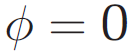 ϕ = 0